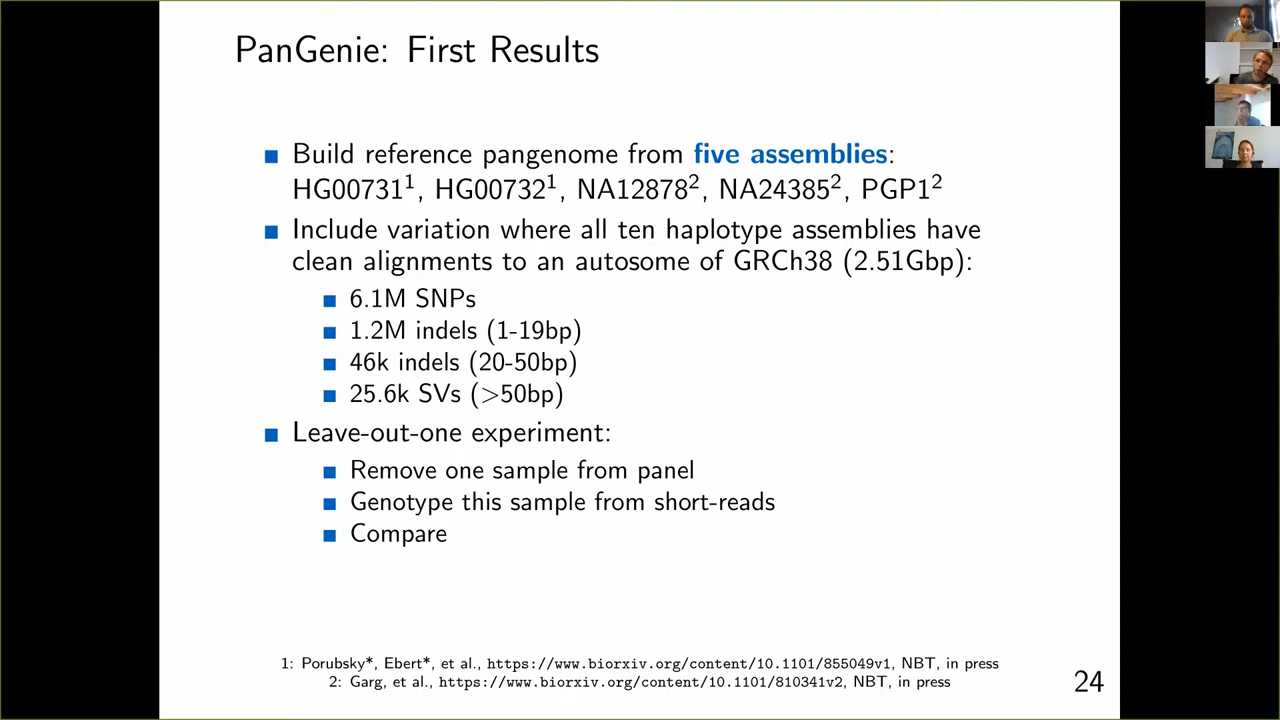 PanGenie: First Results
Build reference pangenome from five assemblies:
HG00731¹, HG00732¹, NA12878², NA24385², PGP1²
Include variation where all ten haplotype assemblies have
clean alignments to an autosome of GRCh38 (2.51Gbp):
6.1M SNPs
1.2M indels (1-19bp)
46k indels (20-50bp)
25.6k SVs (>50bp)
Leave-out-one experiment:
Remove one sample from panel
Genotype this sample from short-reads
Compare
1: Porubsky*, Ebert*, et al., https://www.biorxiv.org/content/10.1101/855049v1, NBT, in press
2: Garg, et al., https://www.biorxiv.org/content/10.1101/810341v2, NBT, in press
24